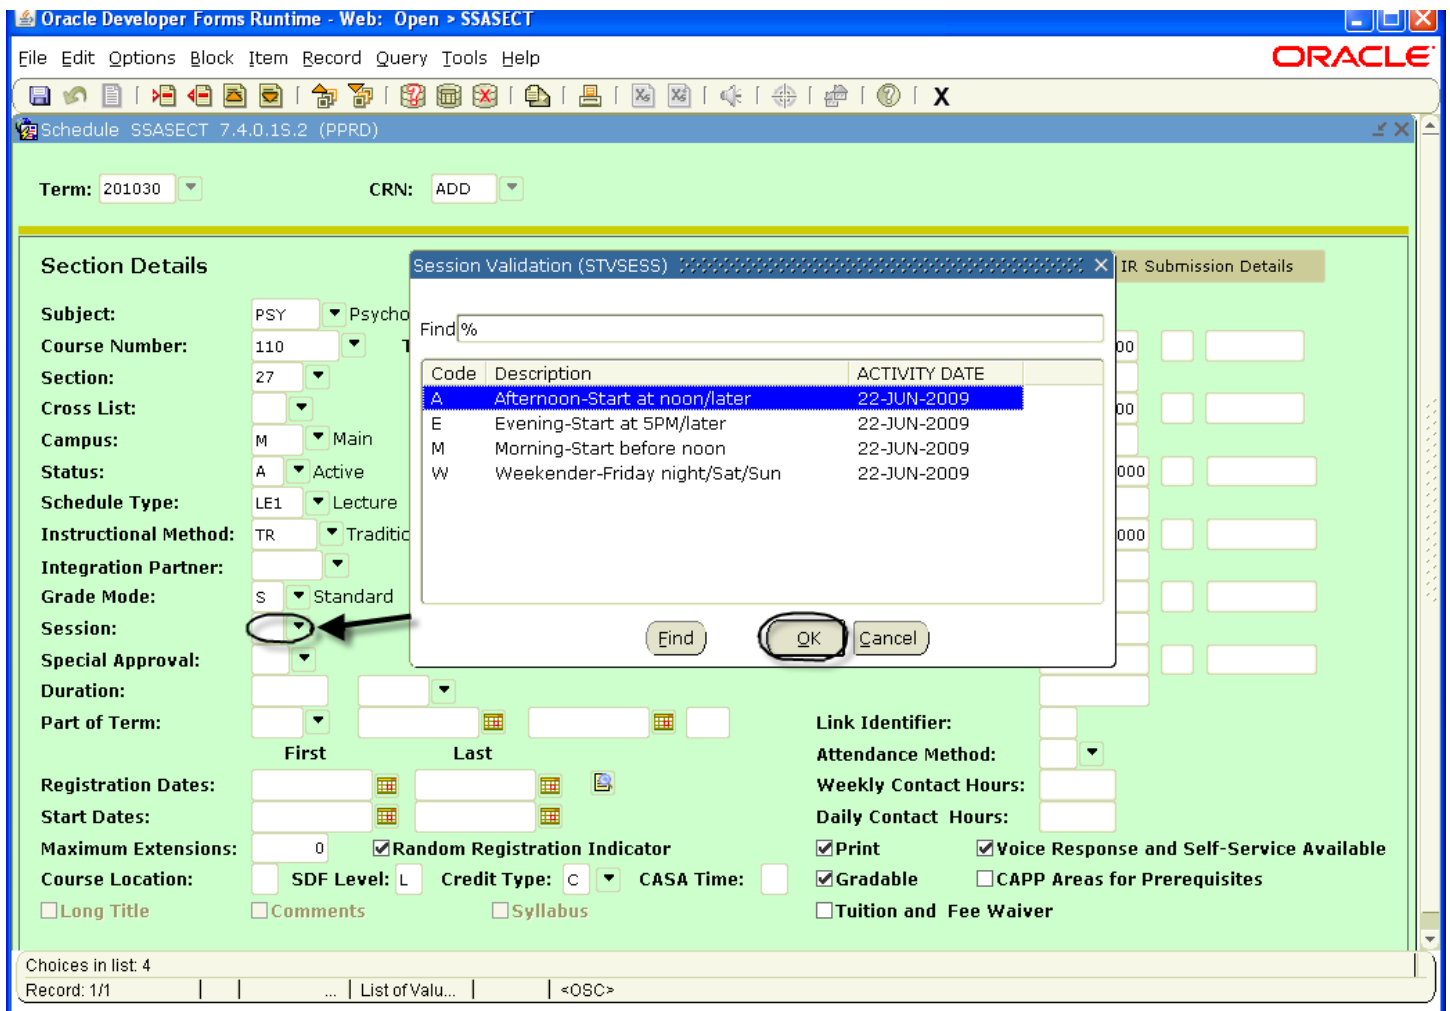 Oracle Developer Forms Runtime - Web: Open > SSASECT
File Edit Options Block Item Record Query Tools Help
ORACLE
X
Schedule SSASECT 7.4.0.1S.2 (PPRD)
Term: 201030 CRN: ADD
Section Details
Session Validation (STVSESS)
IR Submission Details
Subject: PSY Psycho
Find %
Course Number: 110
00
Code Description ACTIVITY DATE
Section: 27
A Afternoon-Start at noon/later 22-JUN-2009
Cross List:
00
E Evening-Start at 5PM/later 22-JUN-2009
Campus: M Main
M Morning-Start before noon 22-JUN-2009
Status: A Active
000
W Weekender-Friday night/Sat/Sun 22-JUN-2009
Schedule Type: LE1 Lecture
Instructional Method: TR Traditic
000
Integration Partner:
Grade Mode: S Standard
Session:
Find OK Cancel
Special Approval:
Duration:
Part of Term:
Link Identifier:
First Last
Attendance Method:
Registration Dates:
Weekly Contact Hours:
Start Dates:
Daily Contact Hours:
Maximum Extensions: 0 Random Registration Indicator Print Voice Response and Self-Service Available
Course Location: SDF Level: L Credit Type: C CASA Time: Gradable CAPP Areas for Prerequisites
Long Title Comments Syllabus Tuition and Fee Waiver
Choices in list: 4
Record: 1/1 ... List of Valu... <OSC>